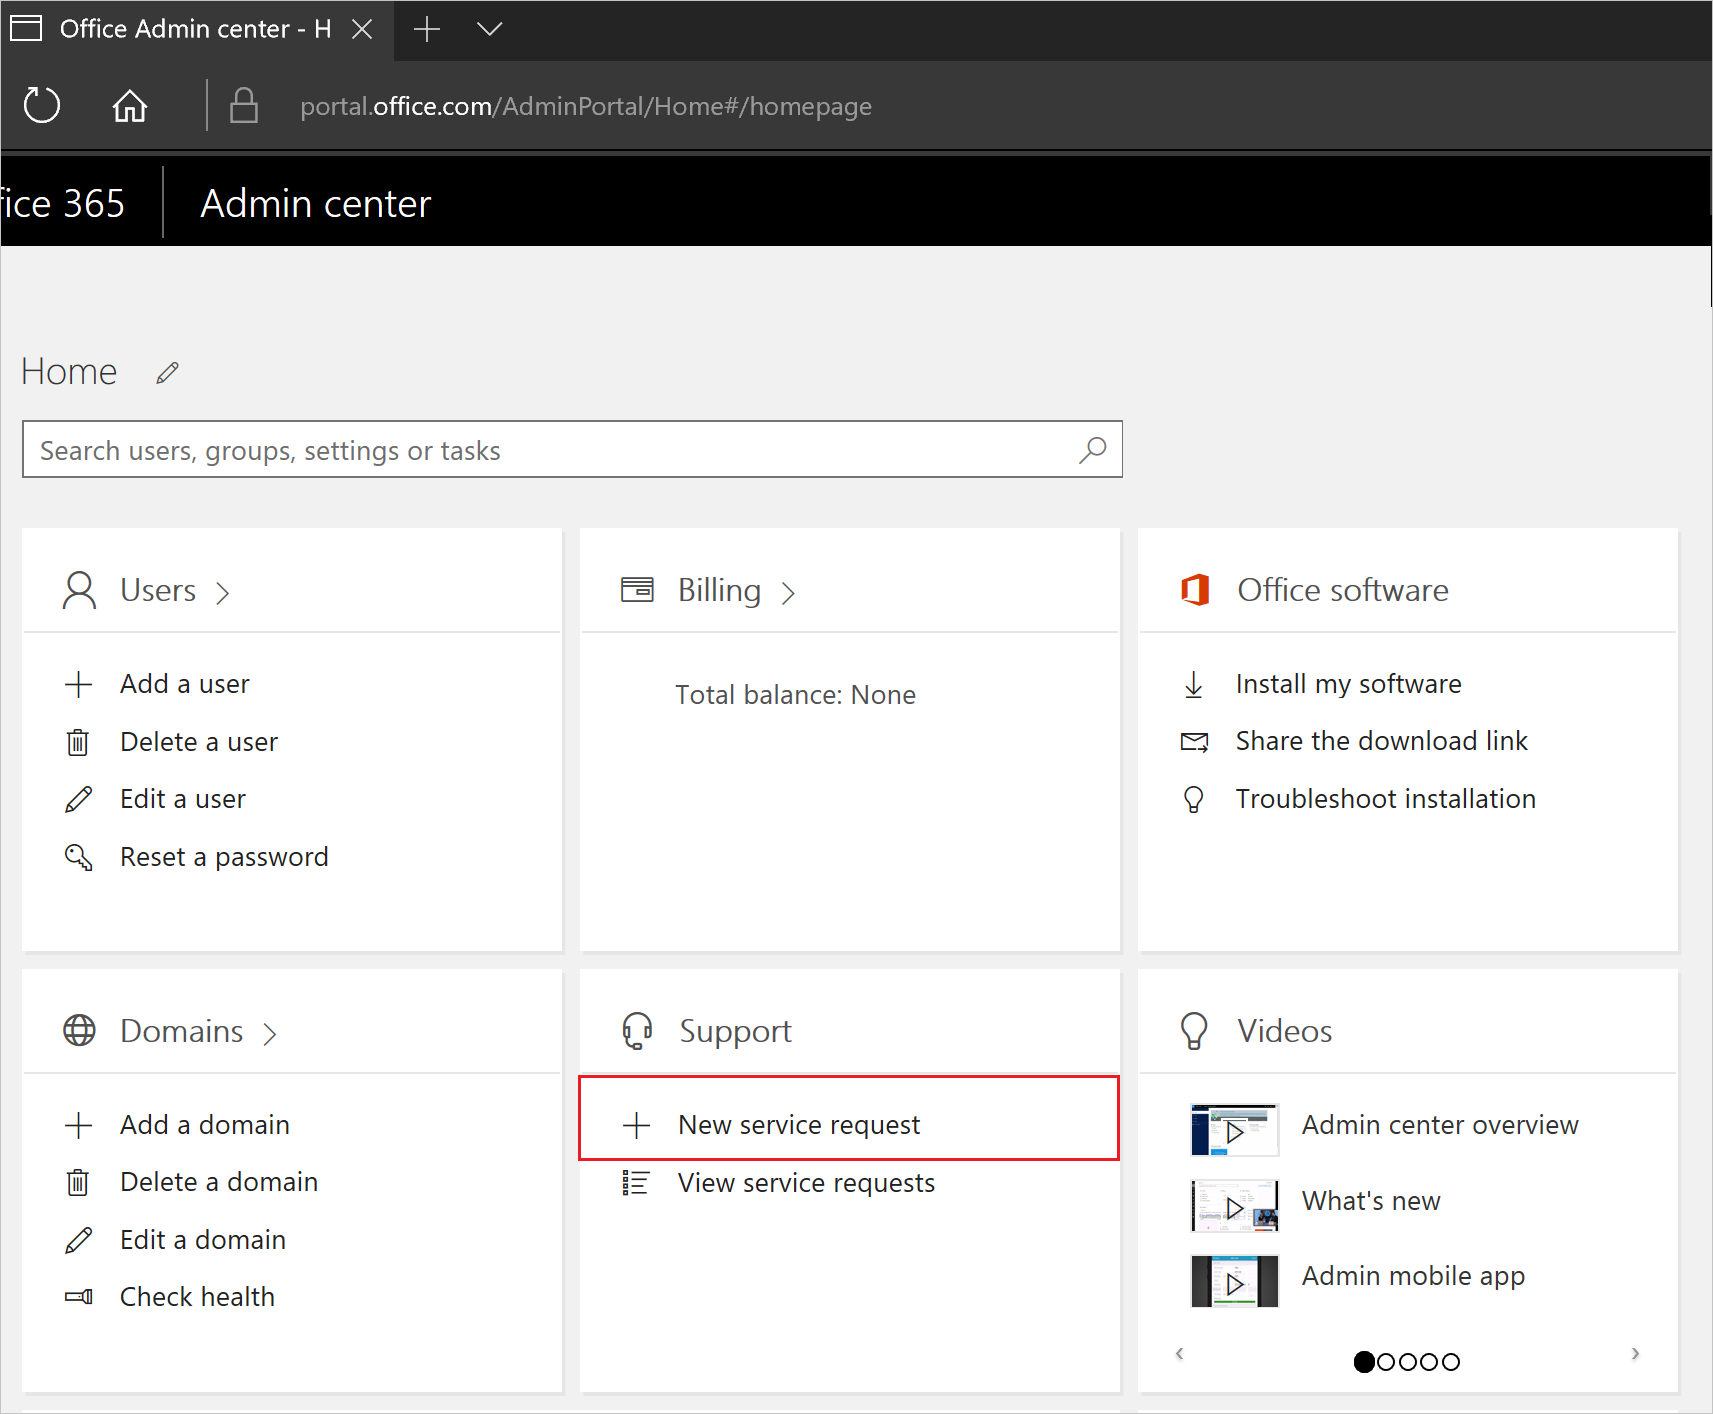 Office Admin center - H
portal.office.com/AdminPortal/Home#/homepage
fice 365
Admin center
Home
Search users, groups, settings or tasks
Users
Add a user
Delete a user
Edit a user
Reset a password
Billing
Total balance: None
Office software
Install my software
Share the download link
Troubleshoot installation
Domains
Add a domain
Delete a domain
Edit a domain
Check health
Support
New service request
View service requests
Videos
Admin center overview
What's new
Admin mobile app